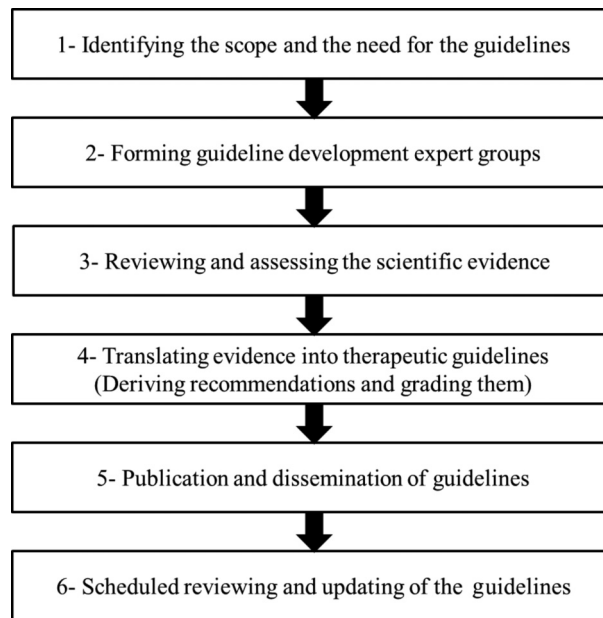 1- Identifying the scope and the need for the guidelines
2- Forming guideline development expert groups
3- Reviewing and assessing the scientific evidence
4- Translating evidence into therapeutic guidelines
(Deriving recommendations and grading them)
5- Publication and dissemination of guidelines
6- Scheduled reviewing and updating of the guidelines